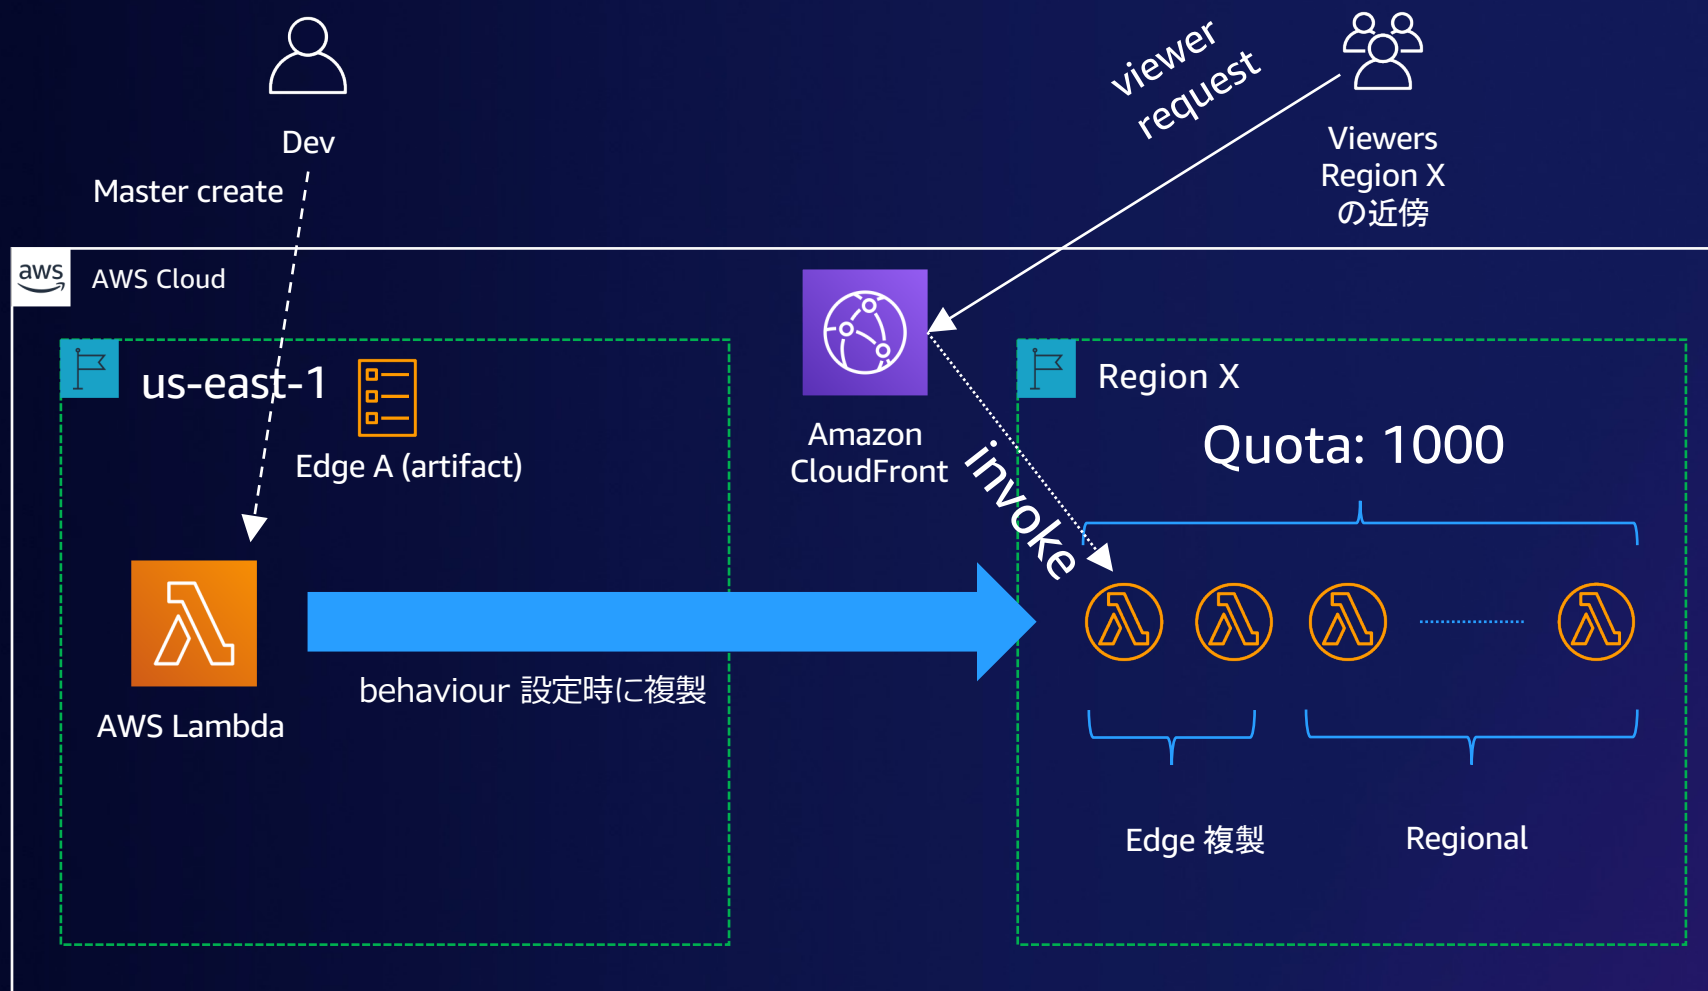 Dev
Master create
viewer
request
Viewers
Region X
の近傍
aws
AWS Cloud
us-east-1
Edge A (artifact)
Amazon
CloudFront
invoke
Region X
Quota: 1000
AWS Lambda
behaviour 設定時に複製
Edge 複製
Regional